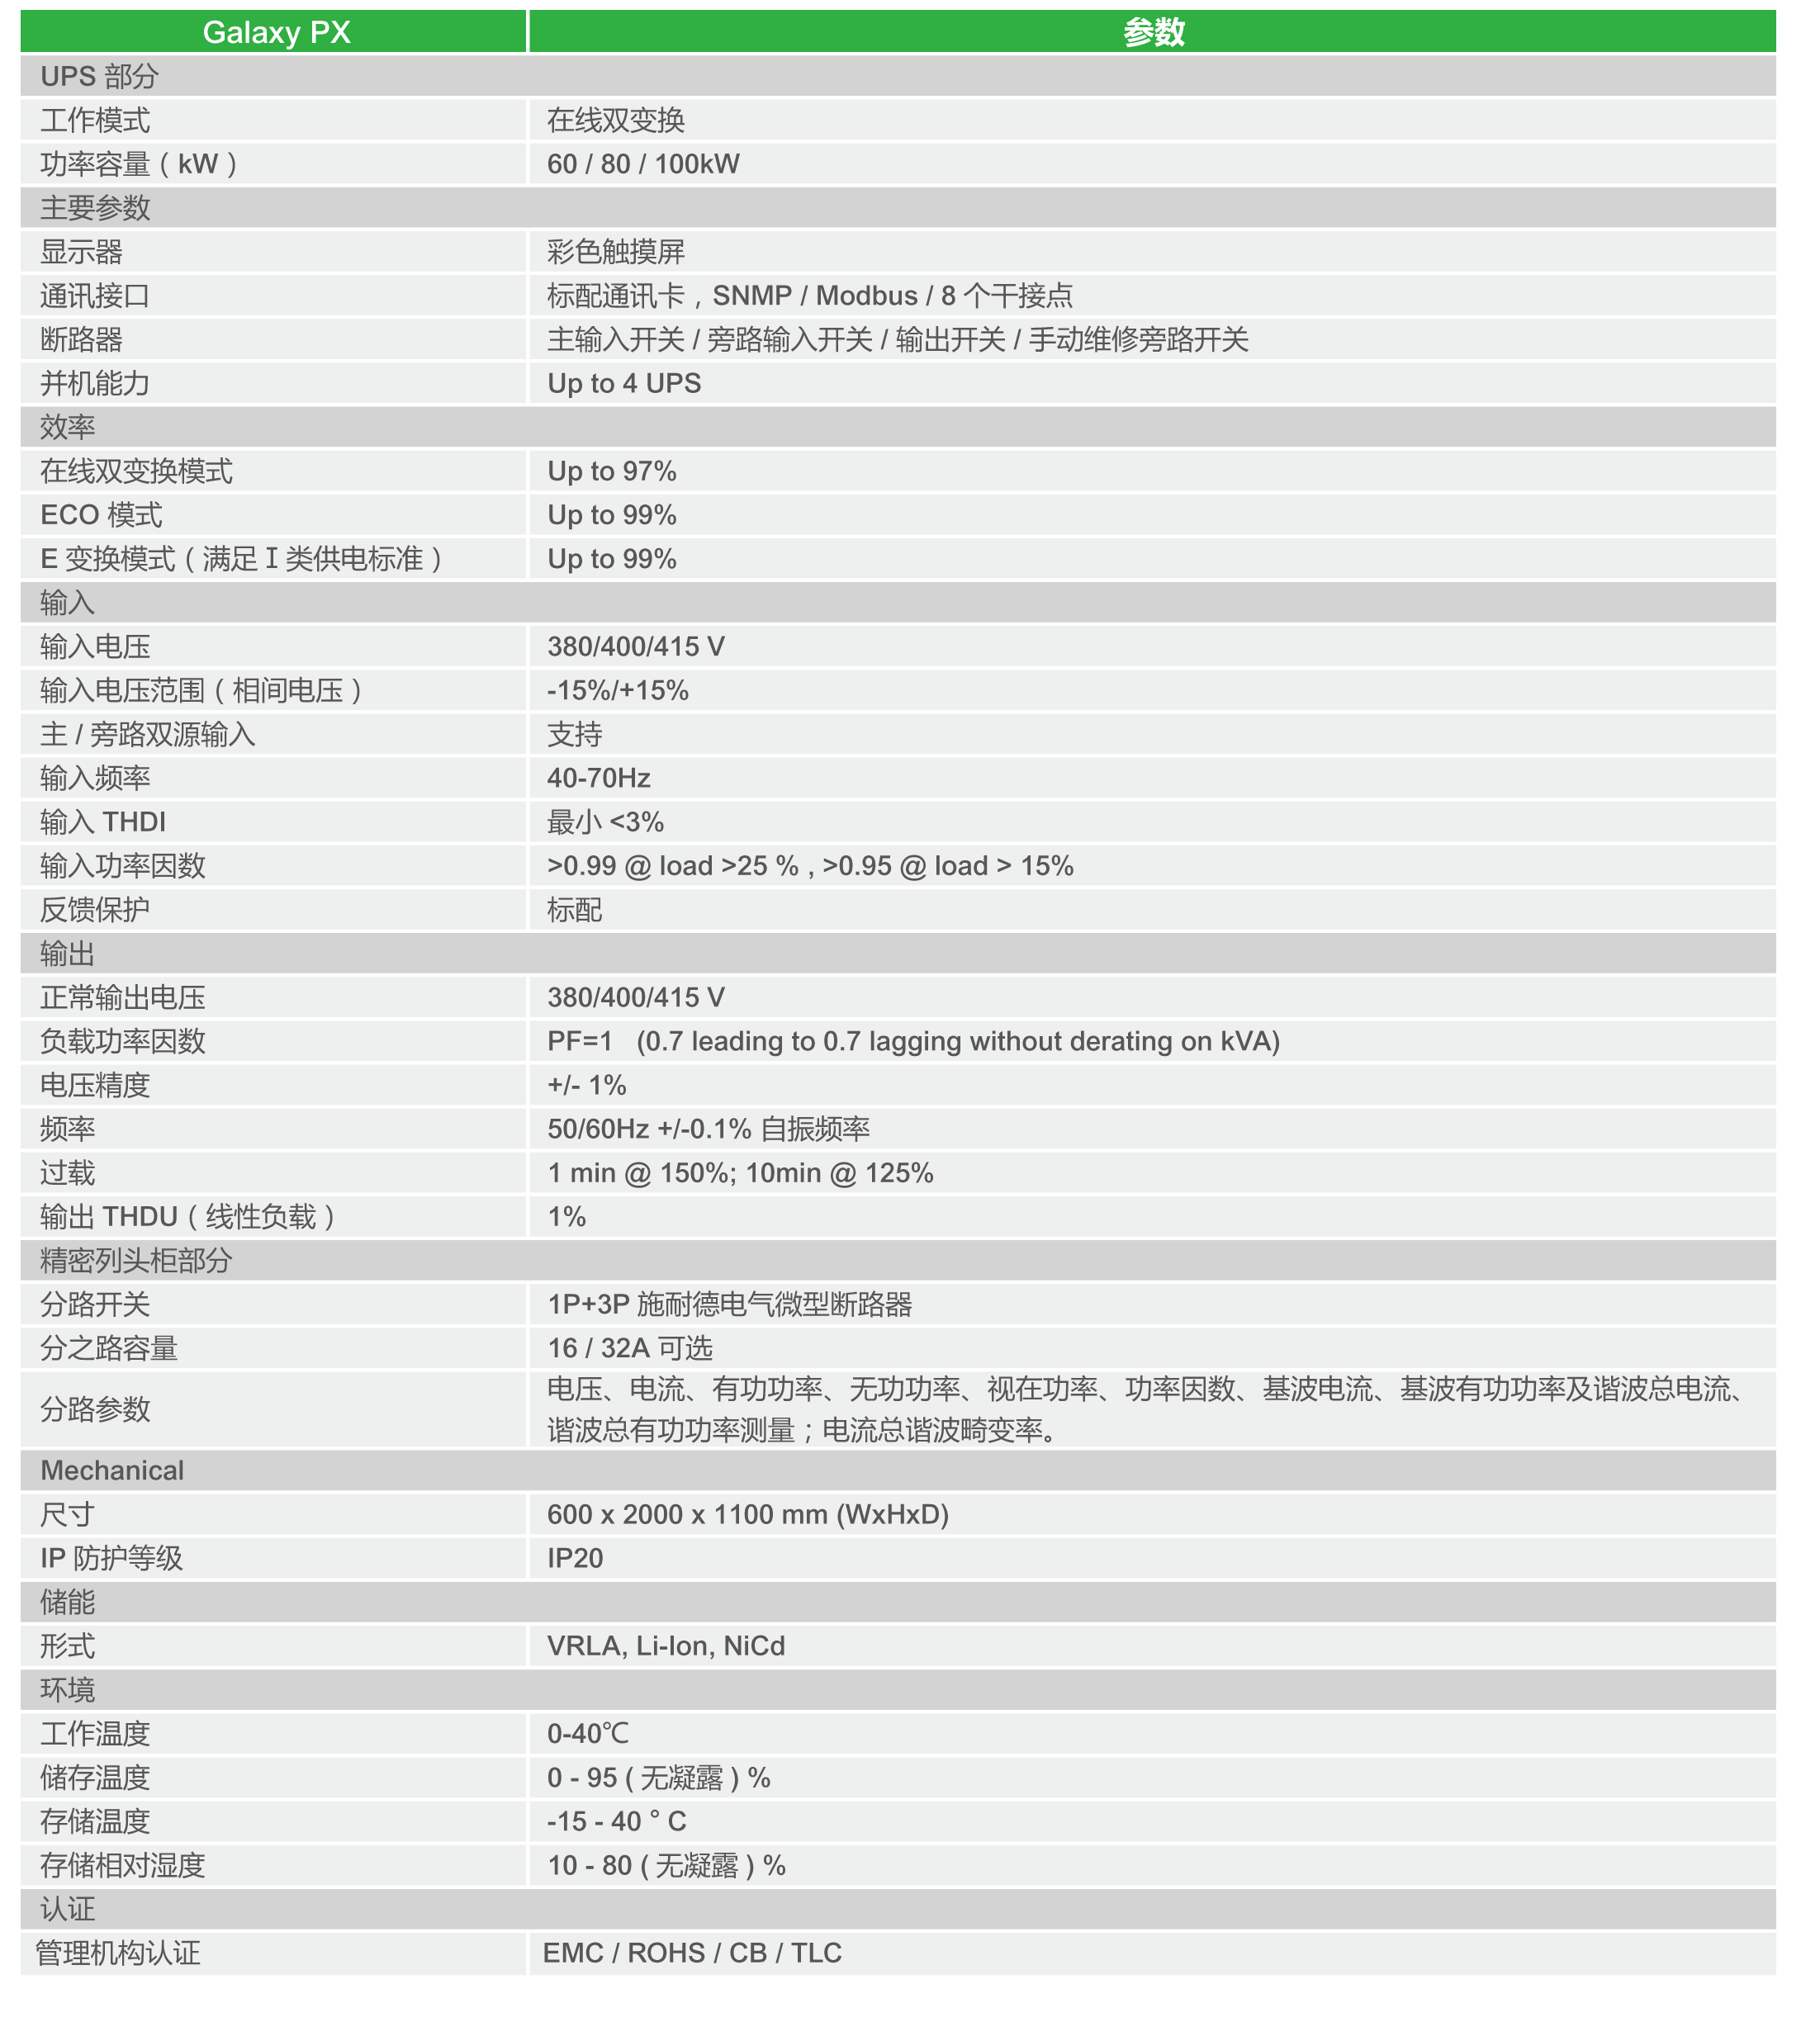 Galaxy PX 参数
UPS 部分
工作模式 在线双变换
功率容量（kW） 60 / 80 / 100kW
主要参数
显示器 彩色触摸屏
通讯接口 标配通讯卡，SNMP / Modbus / 8 个干接点
断路器 主输入开关 / 旁路输入开关 / 输出开关 / 手动维修旁路开关
并机能力 Up to 4 UPS
效率
在线双变换模式 Up to 97%
ECO 模式 Up to 99%
E 变换模式（满足 I 类供电标准） Up to 99%
输入
输入电压 380/400/415 V
输入电压范围（相间电压） -15%/+15%
主 / 旁路双源输入 支持
输入频率 40-70Hz
输入 THDI 最小 <3%
输入功率因数 >0.99 @ load >25 % , >0.95 @ load > 15%
反馈保护 标配
输出
正常输出电压 380/400/415 V
负载功率因数 PF=1 (0.7 leading to 0.7 lagging without derating on kVA)
电压精度 +/- 1%
频率 50/60Hz +/-0.1% 自振频率
过载 1 min @ 150%; 10min @ 125%
输出 THDU（线性负载） 1%
精密列头柜部分
分路开关 1P+3P 施耐德电气微型断路器
分之路容量 16 / 32A 可选
分路参数 电压、电流、有功功率、无功功率、视在功率、功率因数、基波电流、基波有功功率及谐波总电流、
谐波总有功功率测量；电流总谐波畸变率。
Mechanical
尺寸 600 x 2000 x 1100 mm (WxHxD)
IP 防护等级 IP20
储能
形式 VRLA, Li-Ion, NiCd
环境
工作温度 0-40℃
储存温度 0 - 95 ( 无凝露 ) %
存储温度 -15 - 40 ° C
存储相对湿度 10 - 80 ( 无凝露 ) %
认证
管理机构认证 EMC / ROHS / CB / TLC